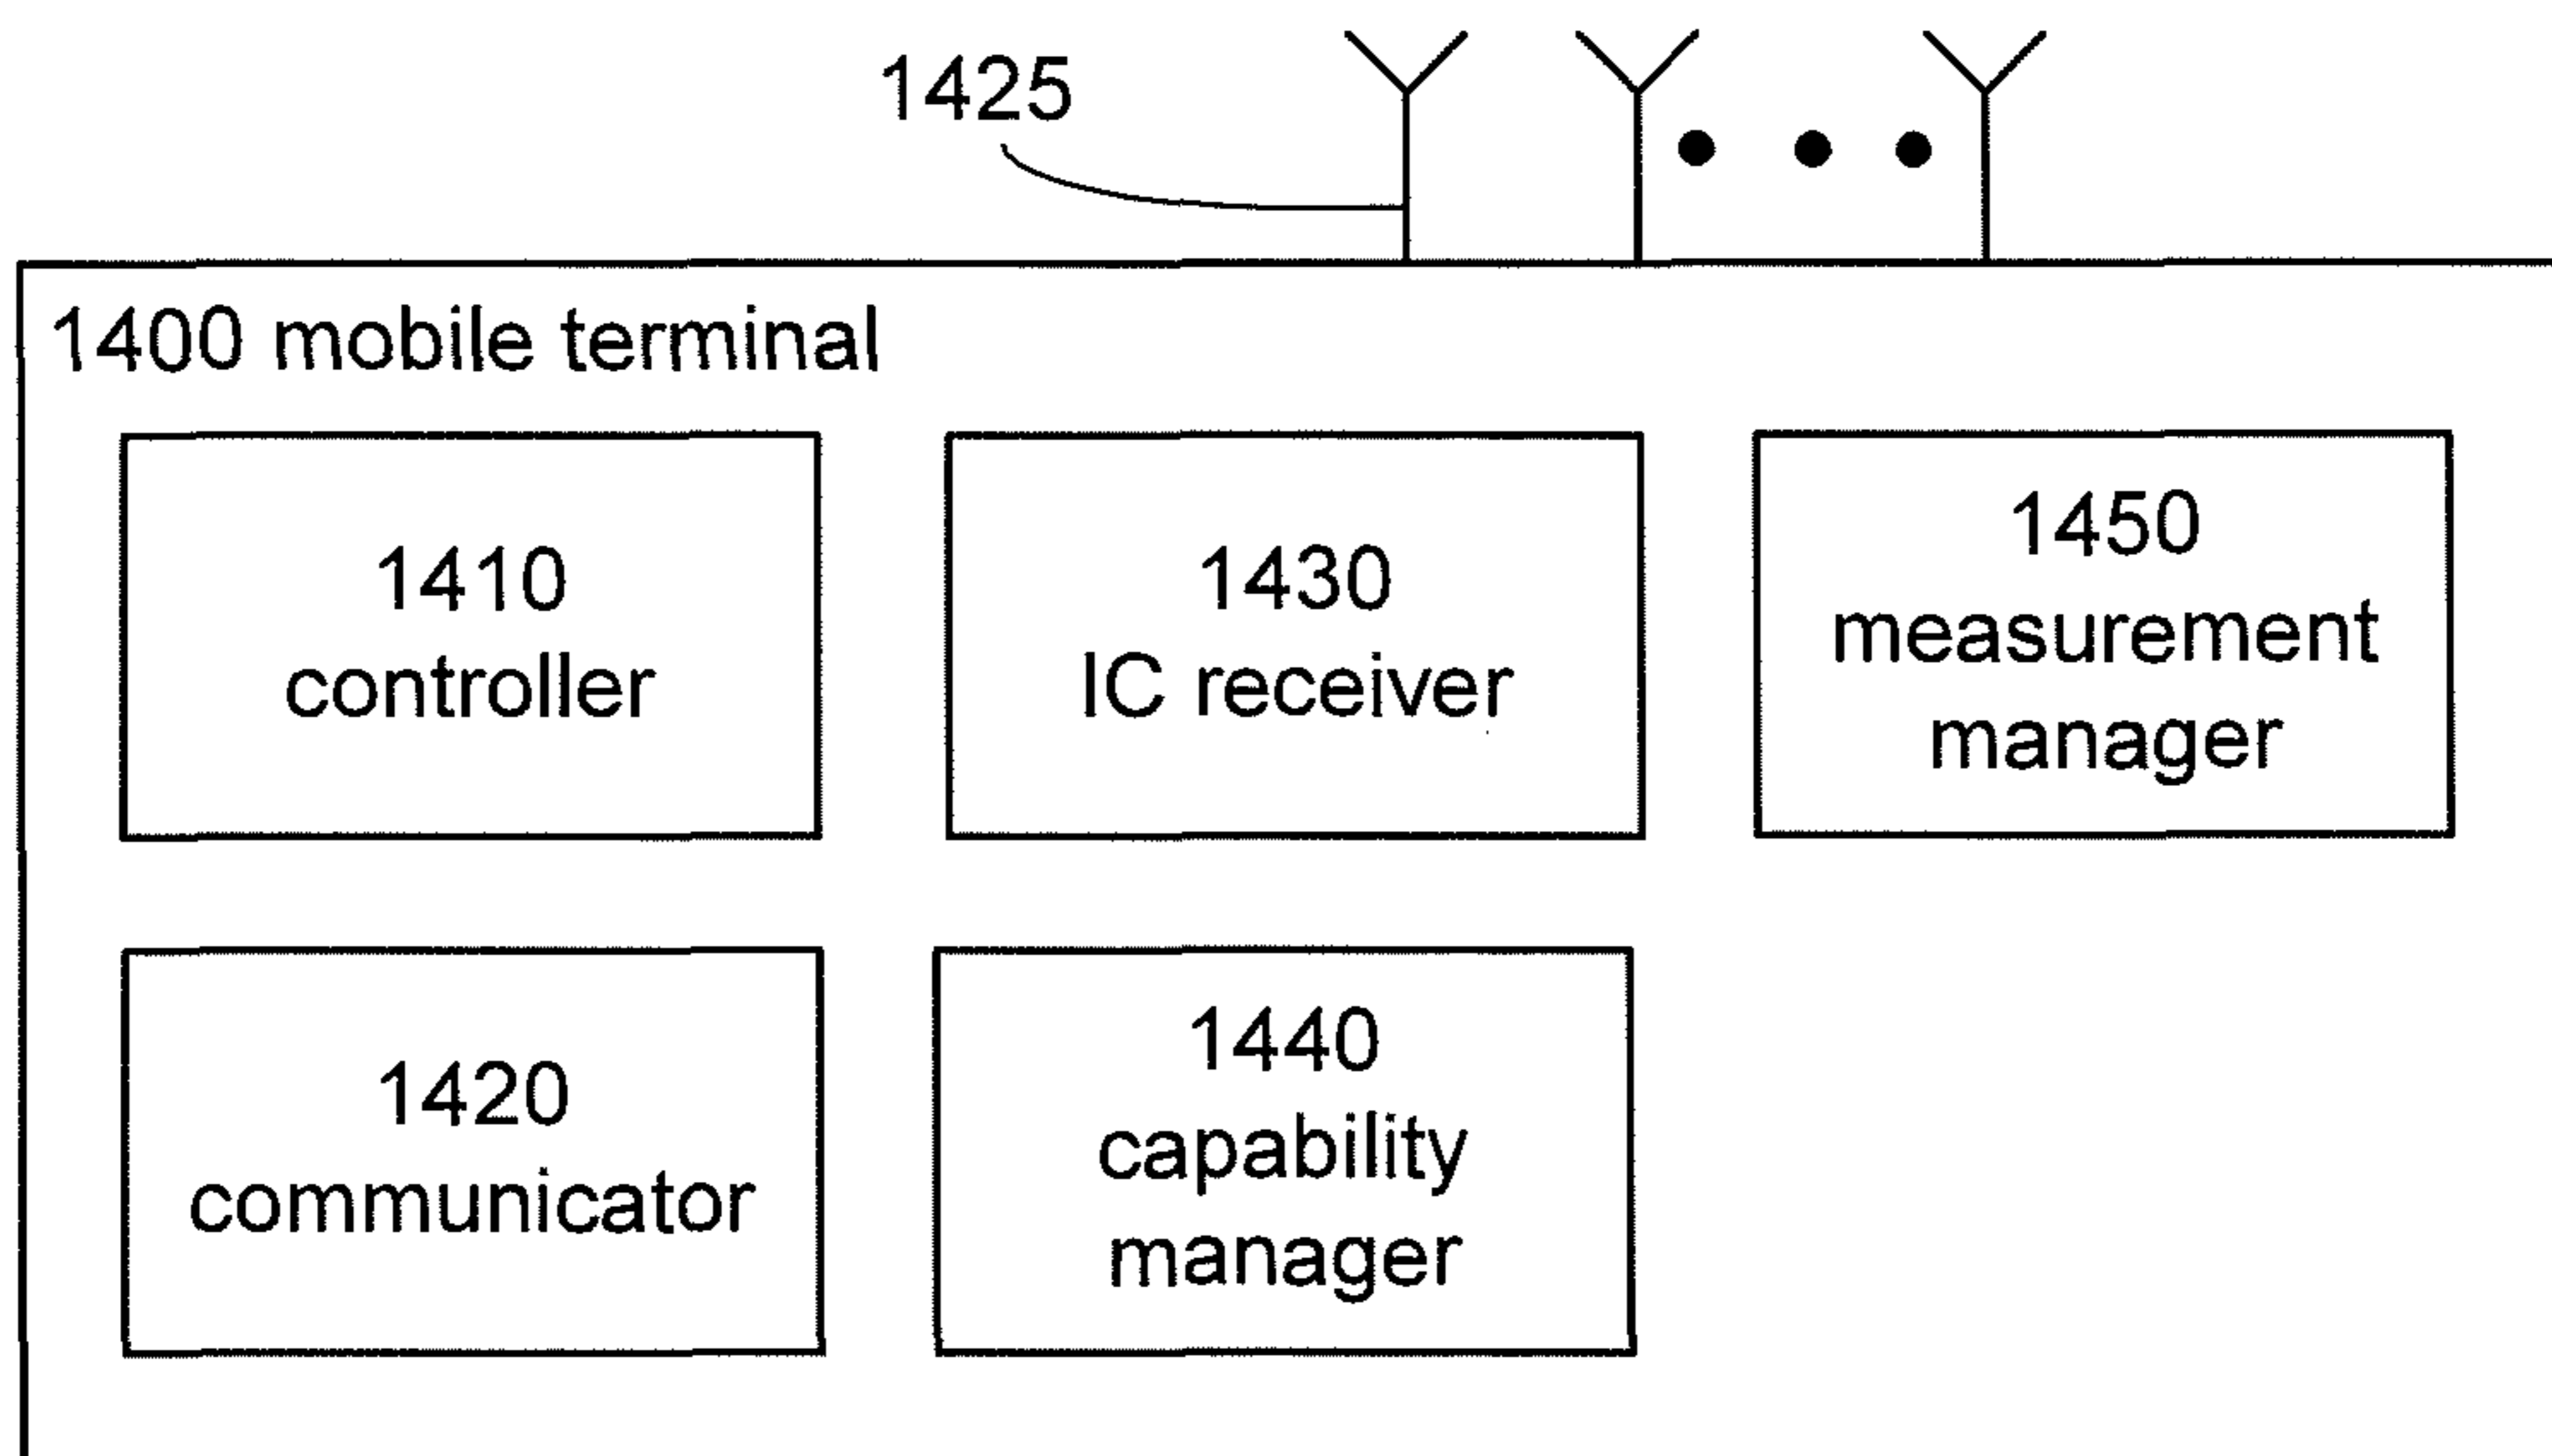 1425
1400 mobile terminal
1410
controller
1430
IC receiver
1450
measurement
manager
1420
communicator
1440
capability
manager